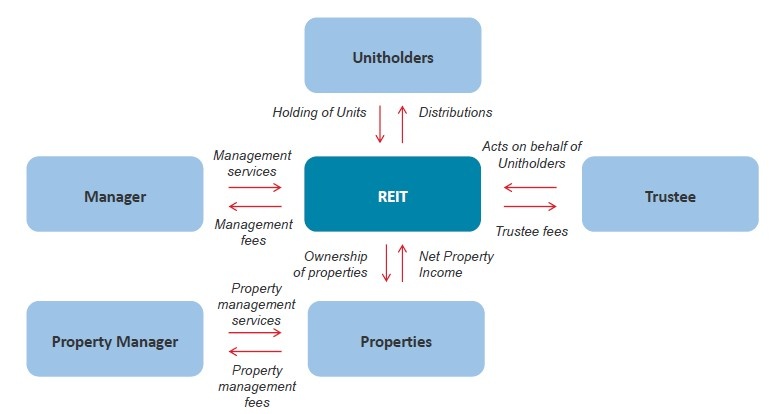 Unitholders
Holding of Units
Distributions
Acts on behalf of
Unitholders
Management
services
Manager
REIT
Trustee
Management
fees
Trustee fees
Ownership
of properties
Net Property
Income
Property
management
services
Property Manager
Properties
Property
management
fees